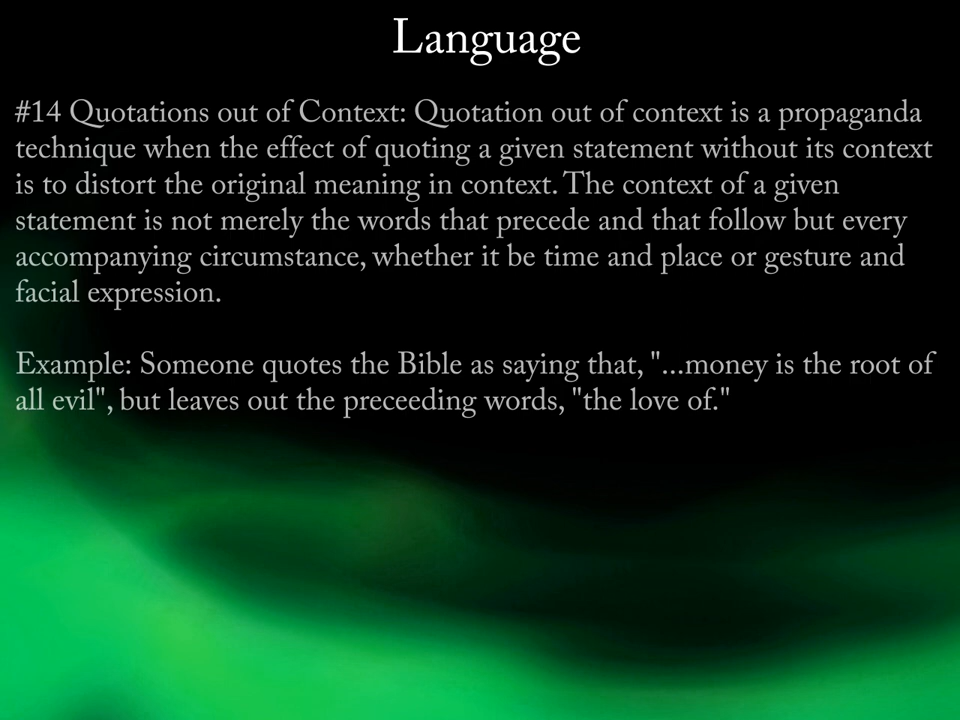 Language
#14 Quotations out of Context: Quotation out of context is a propaganda
technique when the effect of quoting a given statement without its context
is to distort the original meaning in context. The context of a given
statement is not merely the words that precede and that follow but every
accompanying circumstance, whether it be time and place or gesture and
facial expression.
Example: Someone quotes the Bible as saying that, "...money is the root of
all evil", but leaves out the preceeding words, "the love of."